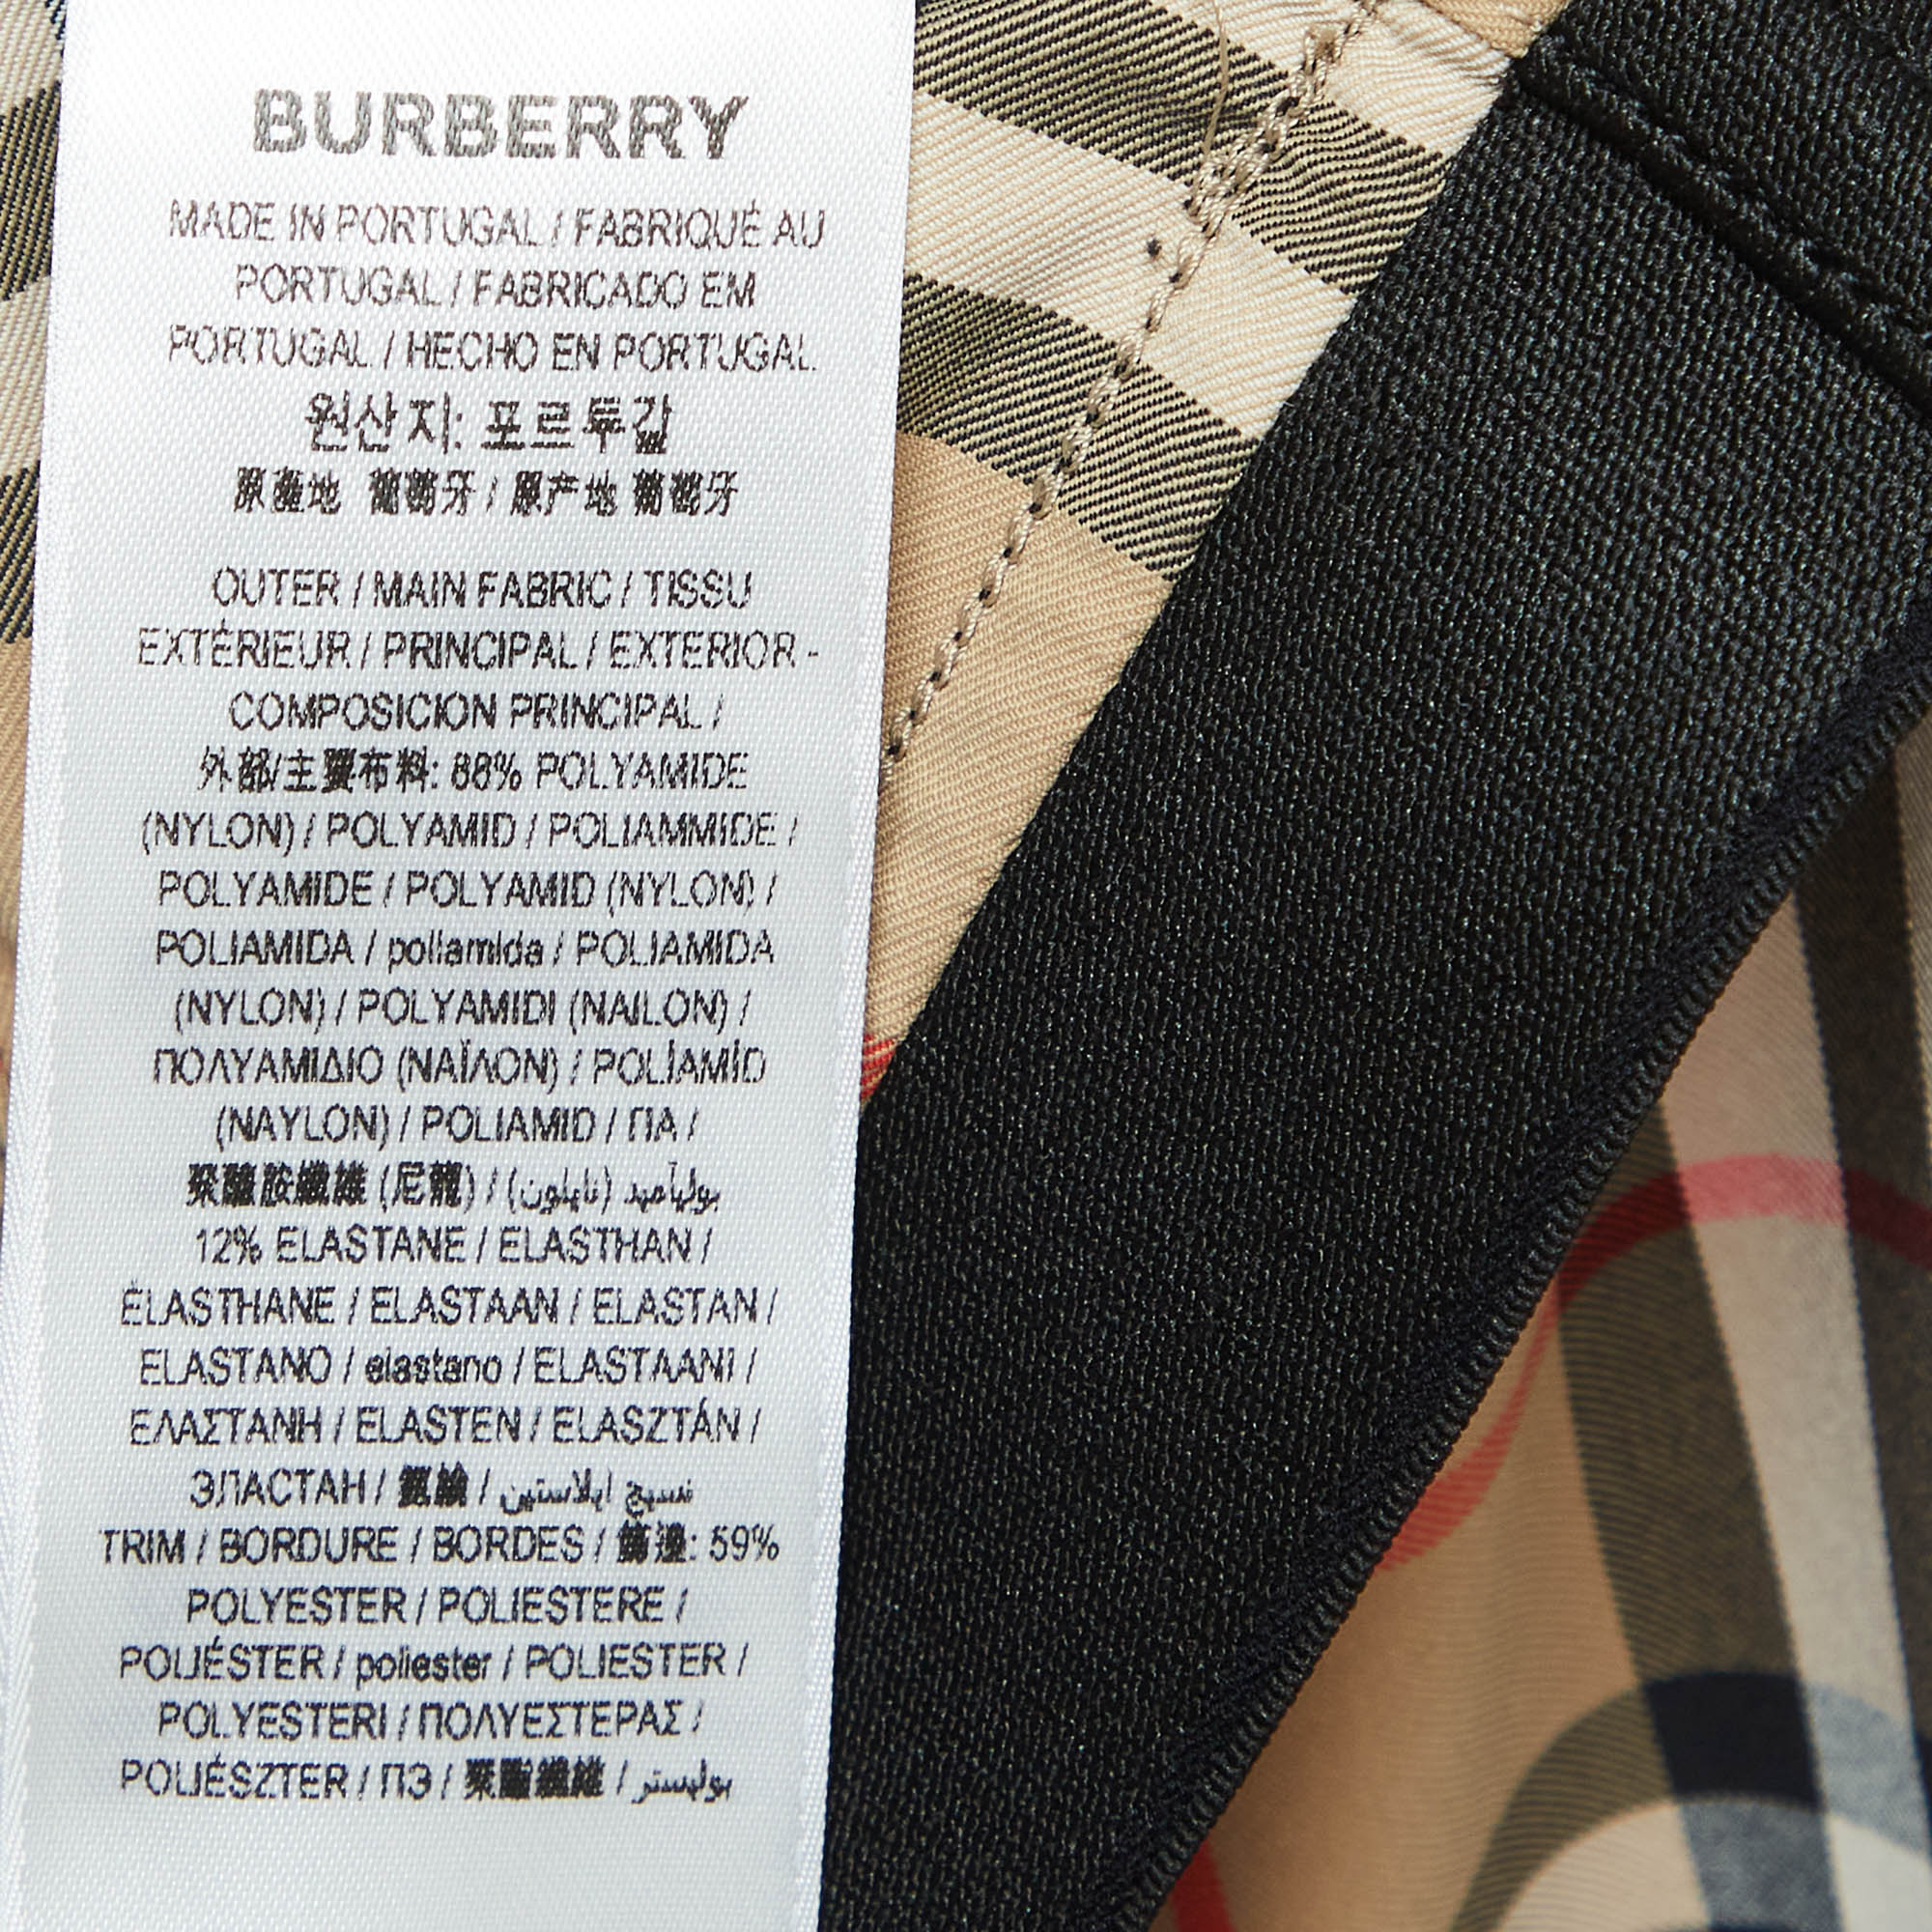 BURBERRY
MADE IN PORTUGAL / FABRIQUÉ AU
PORTUGAL / FABRICADO EM
PORTUGAL / HECHO EN PORTUGAL
원산지: 포르투갈
原產地 葡萄牙 / 原产地 葡萄牙
OUTER / MAIN FABRIC / TISSU
EXTÉRIEUR / PRINCIPAL / EXTERIOR -
COMPOSICION PRINCIPAL /
外部/主要布料: 88% POLYAMIDE
(NYLON) / POLYAMID / POLIAMMIDE /
POLYAMIDE / POLYAMID (NYLON) /
POLIAMIDA / poliamida / POLIAMIDA
(NYLON) / POLYAMIDI (NAILON) /
ΠΟΛΥΑΜΙΔΙΟ (ΝΑΪΛΟΝ) / POLİAMİD
(NAYLON) / POLIAMID / ПА /
聚醯胺纖維 (尼龍) / بولياميد (نايلون)
12% ELASTANE / ELASTHAN /
ÉLASTHANE / ELASTAAN / ELASTAN /
ELASTANO / elastano / ELASTAANI /
ΕΛΑΣΤΑΝΗ / ELASTEN / ELASZTÁN /
ЭЛАСТАН / 氨綸 / نسيج ايلاستين
TRIM / BORDURE / BORDES / 飾邊: 59%
POLYESTER / POLIESTERE /
POLIÉSTER / poliester / POLIESTER /
POLYESTERI / ΠΟΛΥΕΣΤΕΡΑΣ /
POLIÉSZTER / ПЭ / 聚酯纖維 / بوليستر